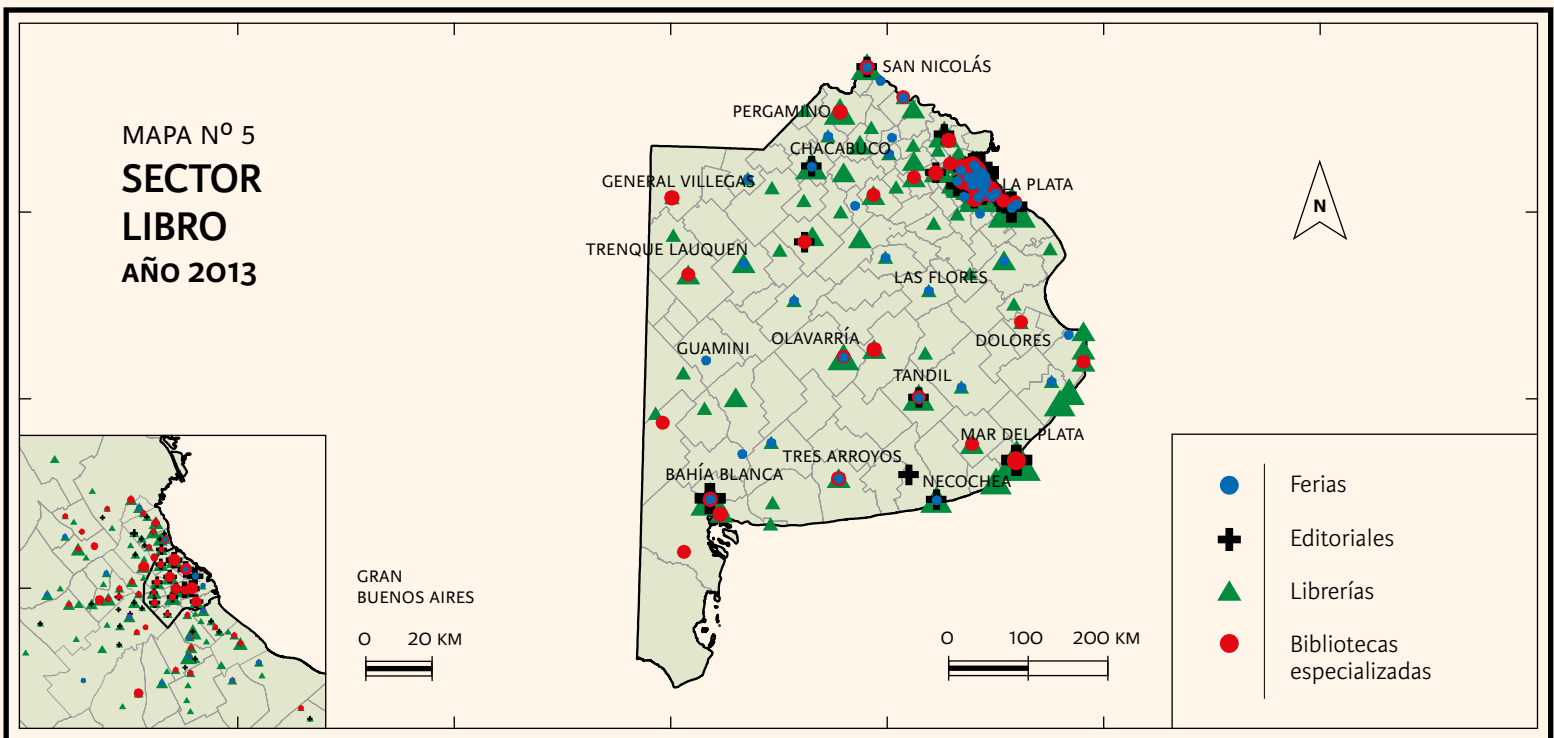 MAPA Nº 5
SECTOR
LIBRO
AÑO 2013
SAN NICOLÁS
PERGAMINO
CHACABUCO
GENERAL VILLEGAS
LA PLATA
TRENQUE LAUQUEN
LAS FLORES
OLAVARRÍA
DOLORES
GUAMINI
TANDIL
MAR DEL PLATA
TRES ARROYOS
BAHÍA BLANCA
NECOCHEA
N
GRAN
BUENOS AIRES
0 20 KM
0 100 200 KM
Ferias
Editoriales
Librerías
Bibliotecas
especializadas